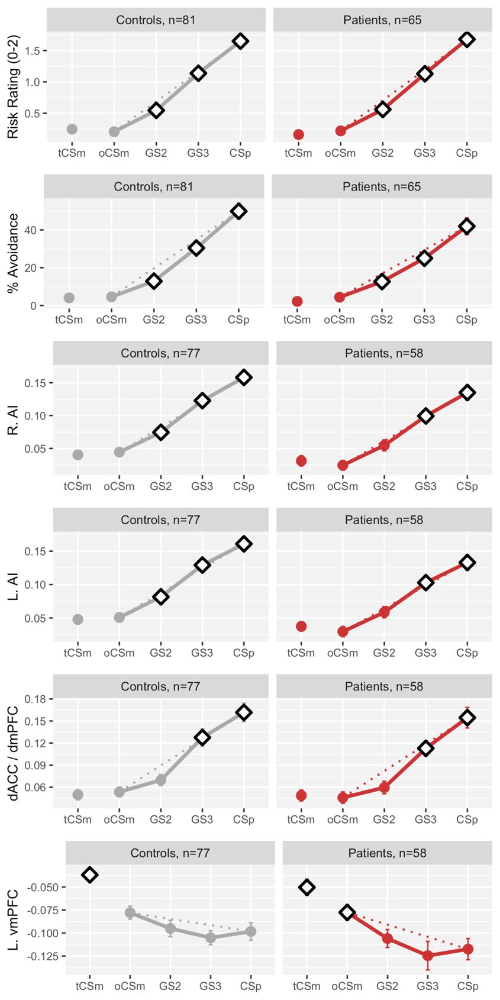 Controls, n=81
Patients, n=65
Risk Rating (0-2)
1.5
1.0
0.5
tCSm oCSm GS2 GS3 CSp
tCSm oCSm GS2 GS3 CSp
Controls, n=81
Patients, n=65
% Avoidance
40
20
0
tCSm oCSm GS2 GS3 CSp
tCSm oCSm GS2 GS3 CSp
Controls, n=77
Patients, n=58
R. AI
0.15
0.10
0.05
tCSm oCSm GS2 GS3 CSp
tCSm oCSm GS2 GS3 CSp
Controls, n=77
Patients, n=58
L. AI
0.15
0.10
0.05
tCSm oCSm GS2 GS3 CSp
tCSm oCSm GS2 GS3 CSp
Controls, n=77
Patients, n=58
dACC / dmPFC
0.18
0.15
0.12
0.09
0.06
tCSm oCSm GS2 GS3 CSp
tCSm oCSm GS2 GS3 CSp
Controls, n=77
Patients, n=58
L. vmPFC
-0.050
-0.075
-0.100
-0.125
tCSm oCSm GS2 GS3 CSp
tCSm oCSm GS2 GS3 CSp